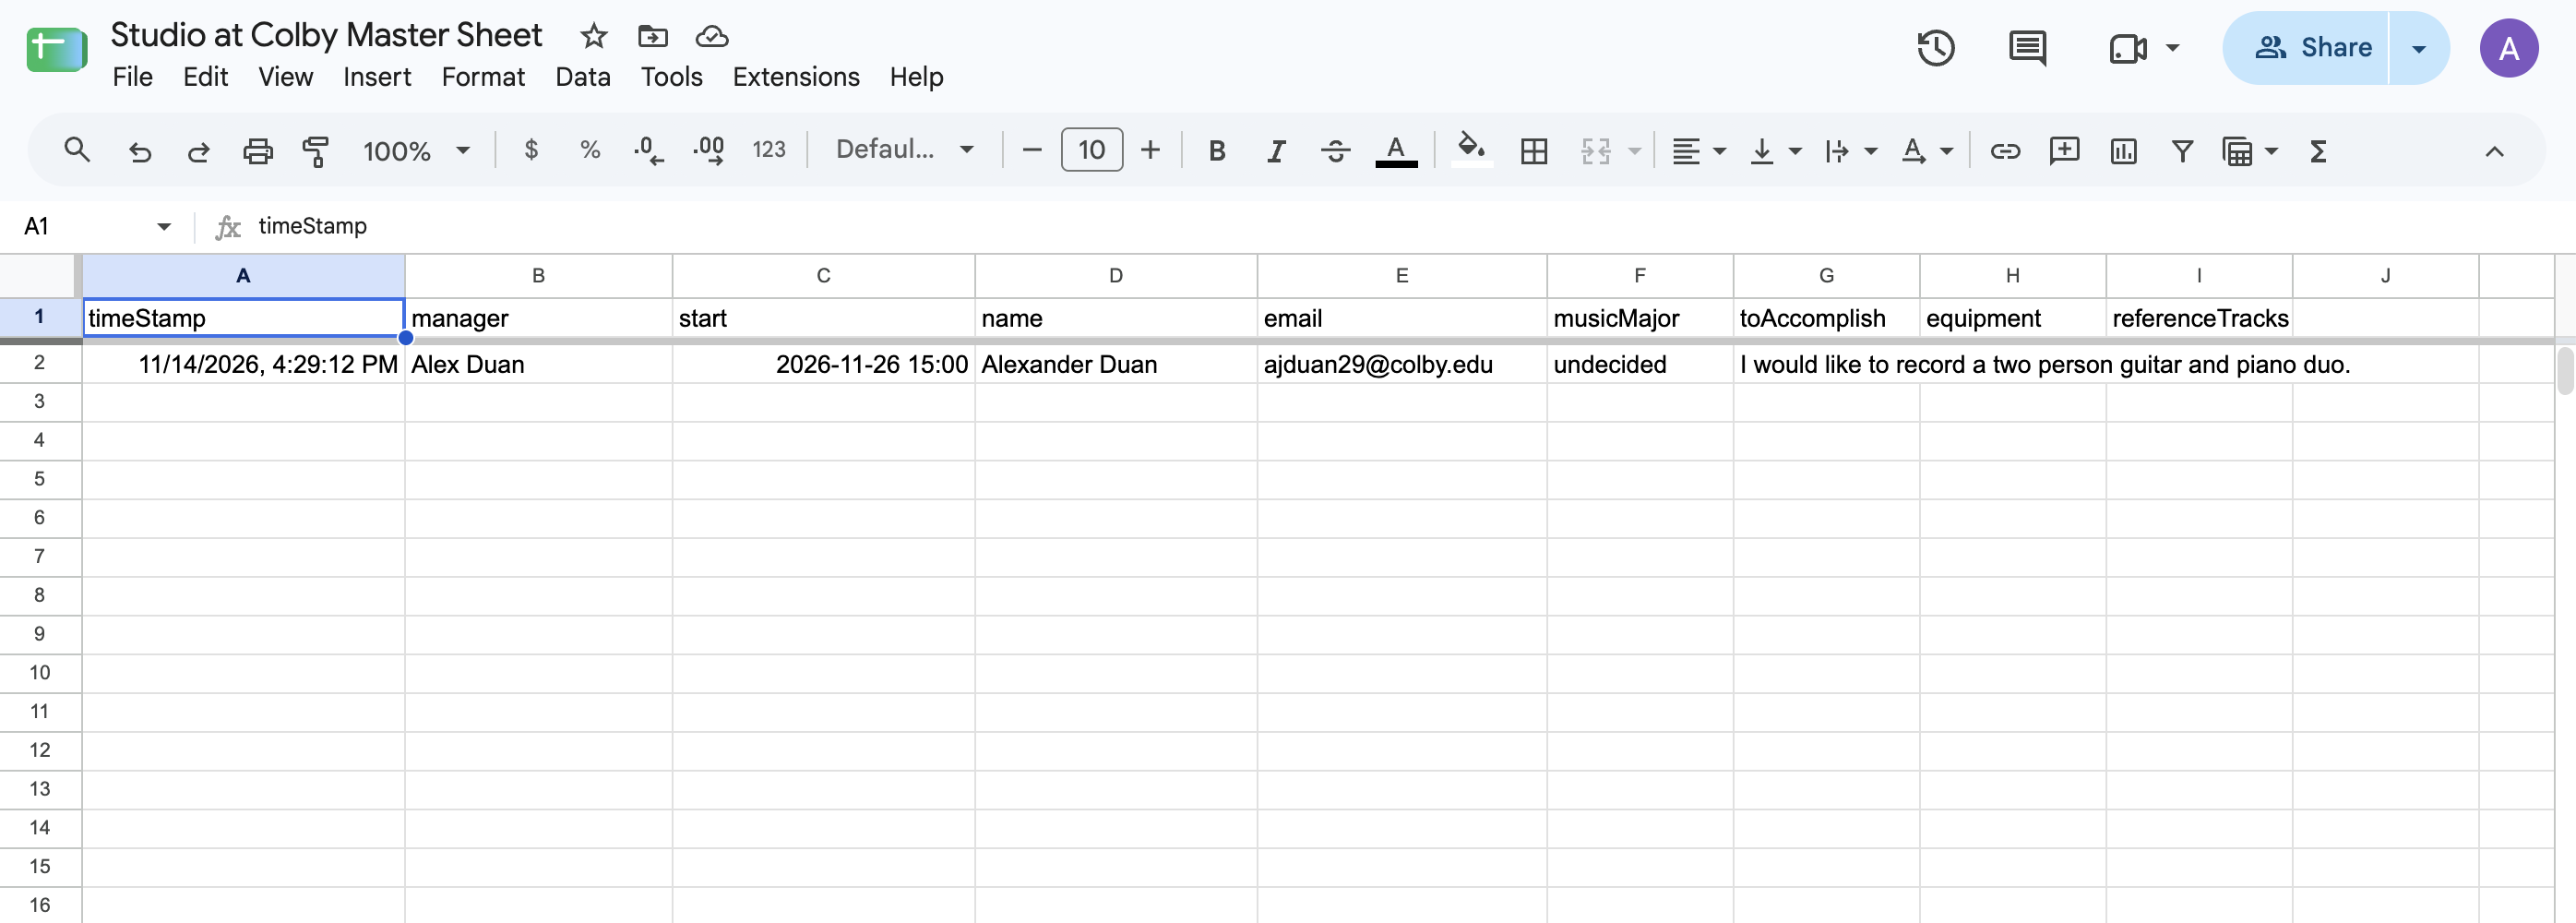 Studio at Colby Master Sheet
File Edit View Insert Format Data Tools Extensions Help
Share
A
100% $ % .0 .00 123 Defaul... 10 B I S A A Σ
A1 fx timeStamp
A B C D E F G H I J
1 timeStamp manager start name email musicMajor toAccomplish equipment referenceTracks
2 11/14/2026, 4:29:12 PM Alex Duan 2026-11-26 15:00 Alexander Duan ajduan29@colby.edu undecided I would like to record a two person guitar and piano duo.
3
4
5
6
7
8
9
10
11
12
13
14
15
16